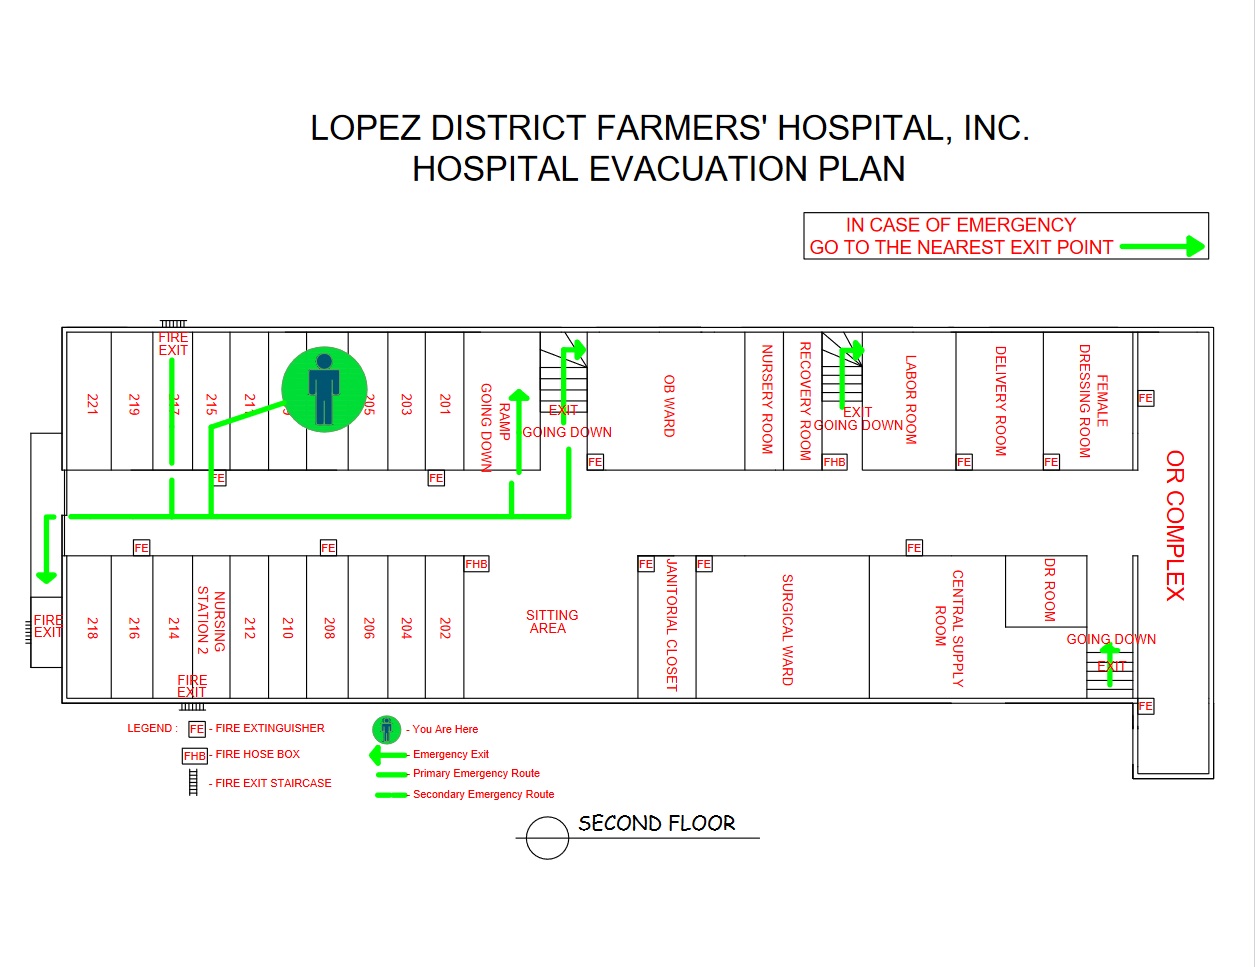 LOPEZ DISTRICT FARMERS' HOSPITAL, INC.
HOSPITAL EVACUATION PLAN
IN CASE OF EMERGENCY
GO TO THE NEAREST EXIT POINT
FIRE
EXIT
221
219
217
215
205
203
201
RAMP
GOING DOWN
EXIT
GOING DOWN
OB WARD
NURSERY ROOM
RECOVERY ROOM
EXIT
GOING DOWN
LABOR ROOM
DELIVERY ROOM
FEMALE
DRESSING ROOM
FE
OR COMPLEX
FE
FE
FE
FHB
FE
FE
FE
FE
FHB
FE
FE
FE
FIRE
EXIT
218
216
214
NURSING
STATION 2
212
210
208
206
204
202
SITTING
AREA
JANITORIAL CLOSET
SURGICAL WARD
CENTRAL SUPPLY
ROOM
DR ROOM
GOING DOWN
EXIT
FIRE
EXIT
FE
LEGEND :
FE - FIRE EXTINGUISHER
FHB - FIRE HOSE BOX
- FIRE EXIT STAIRCASE
- You Are Here
- Emergency Exit
- Primary Emergency Route
- Secondary Emergency Route
SECOND FLOOR